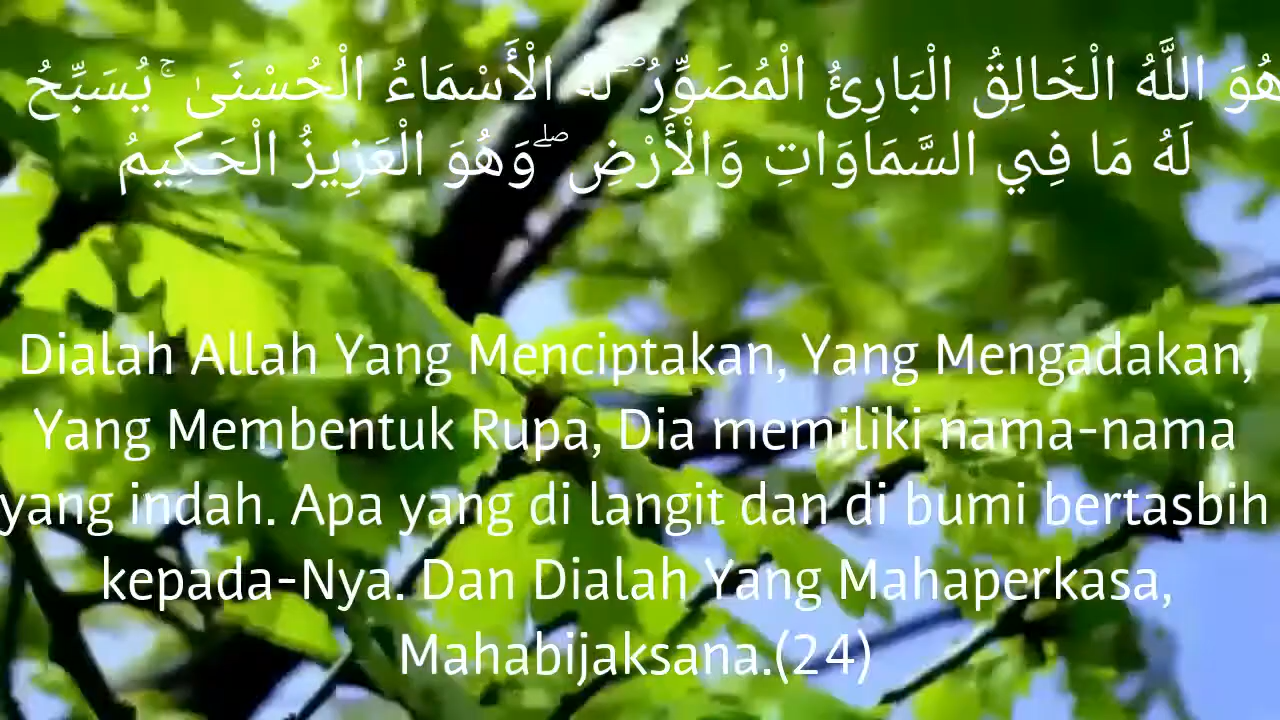 هُوَ اللَّهُ الْخَالِقُ الْبَارِئُ الْمُصَوِّرُ ۖ لَهُ الْأَسْمَاءُ الْحُسْنَىٰ ۚ يُسَبِّحُ
لَهُ مَا فِي السَّمَاوَاتِ وَالْأَرْضِ ۖ وَهُوَ الْعَزِيزُ الْحَكِيمُ
Dialah Allah Yang Menciptakan, Yang Mengadakan,
Yang Membentuk Rupa, Dia memiliki nama-nama
yang indah. Apa yang di langit dan di bumi bertasbih
kepada-Nya. Dan Dialah Yang Mahaperkasa,
Mahabijaksana.(24)